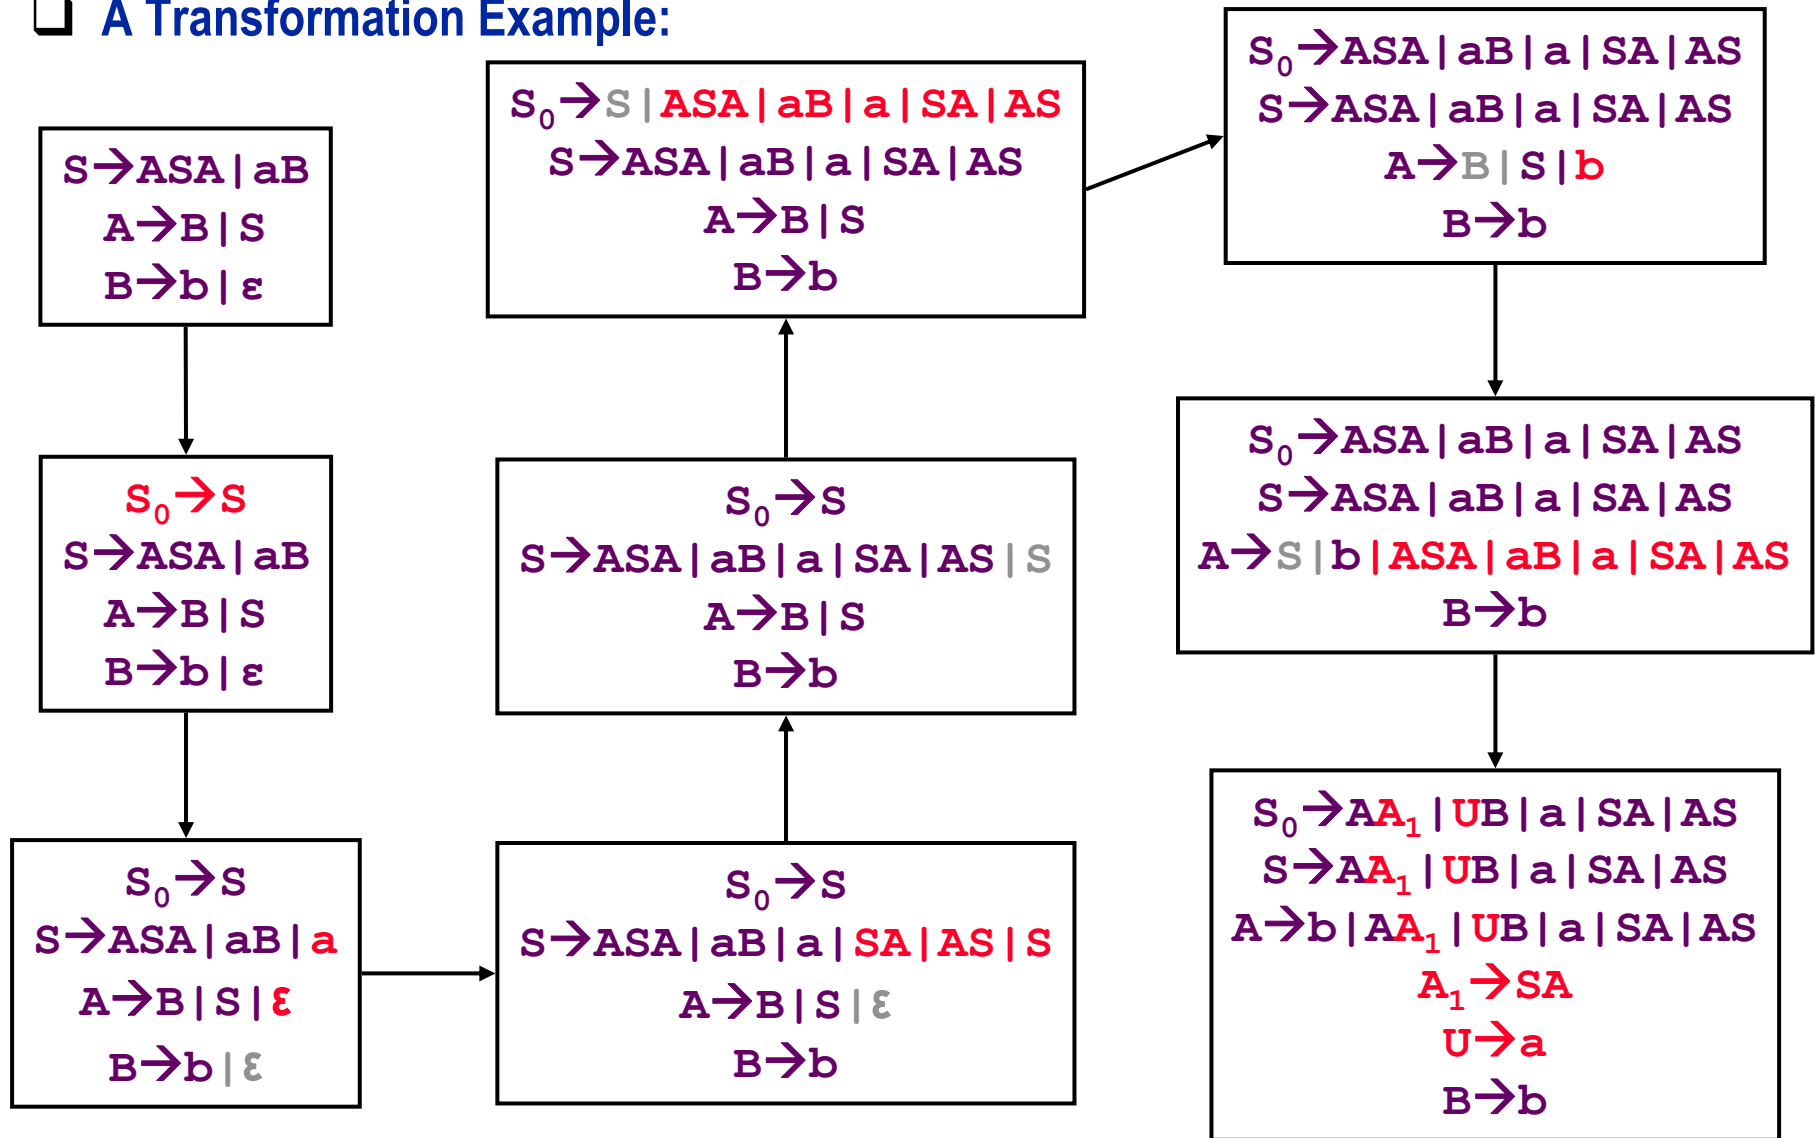 ❑ A Transformation Example:
S→ASA|aB
A→B|S
B→b|ε
S₀→S
S→ASA|aB
A→B|S
B→b|ε
S₀→S
S→ASA|aB|a
A→B|S|ε
B→b|ε
S₀→S
S→ASA|aB|a|SA|AS|S
A→B|S|ε
B→b
S₀→S
S→ASA|aB|a|SA|AS|S
A→B|S
B→b
S₀→S|ASA|aB|a|SA|AS
S→ASA|aB|a|SA|AS
A→B|S
B→b
S₀→ASA|aB|a|SA|AS
S→ASA|aB|a|SA|AS
A→B|S|b
B→b
S₀→ASA|aB|a|SA|AS
S→ASA|aB|a|SA|AS
A→S|b|ASA|aB|a|SA|AS
B→b
S₀→AA₁|UB|a|SA|AS
S→AA₁|UB|a|SA|AS
A→b|AA₁|UB|a|SA|AS
A₁→SA
U→a
B→b